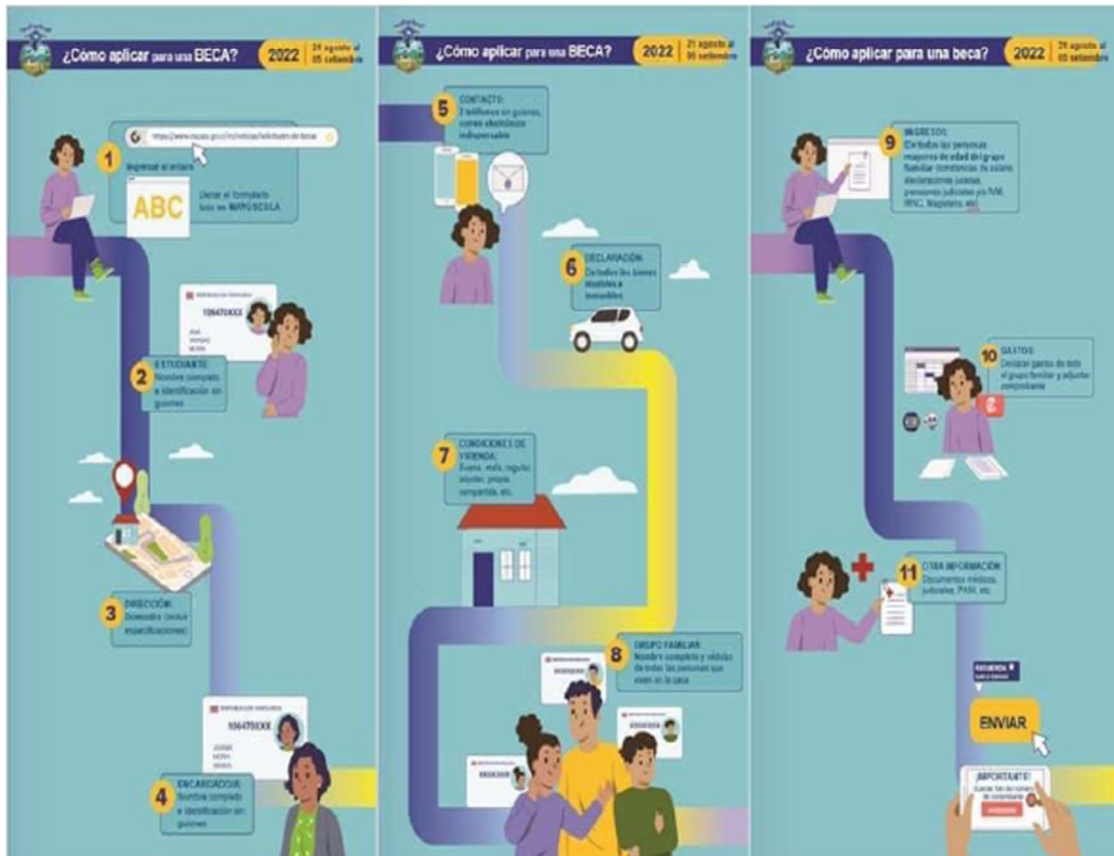 ¿Cómo aplicar para una BECA?
2022
21 agosto al
05 setiembre
1
Ingresar al enlace
ABC
Llenar el formulario
todo en MAYÚSCULA
109470XXX
ANA
2
ESTUDIANTE:
Nombre completo
e identificación sin
guiones
3
DIRECCIÓN:
Domicilio (incluir
especificaciones)
109470XXX
4
ENCARGADO/A:
Nombre completo
e identificación sin
guiones
¿Cómo aplicar para una BECA?
2022
21 agosto al
05 setiembre
5
CONTACTO:
2 teléfonos sin guiones,
correo electrónico
indispensable
6
DECLARACIÓN:
De todos los bienes
muebles e
inmuebles
7
CONDICIONES DE
VIVIENDA:
Buena, mala, regular,
alquiler, propia,
compartida, etc.
8
GRUPO FAMILIAR:
Nombre completo y cédulas
de todas las personas que
viven en la casa
¿Cómo aplicar para una beca?
2022
21 agosto al
05 setiembre
9
INGRESOS:
De todas las personas
mayores de edad del grupo
familiar (constancias de salario,
declaraciones juradas,
pensiones judiciales y/o IVM,
RNC, Magisterio, etc)
10
GASTOS:
Declarar gastos de todo
el grupo familiar y adjuntar
comprobante
11
OTRA INFORMACIÓN:
Documentos médicos,
judiciales, PANI, etc.
RECUERDA
ENVIAR
¡IMPORTANTE!
de comprobante